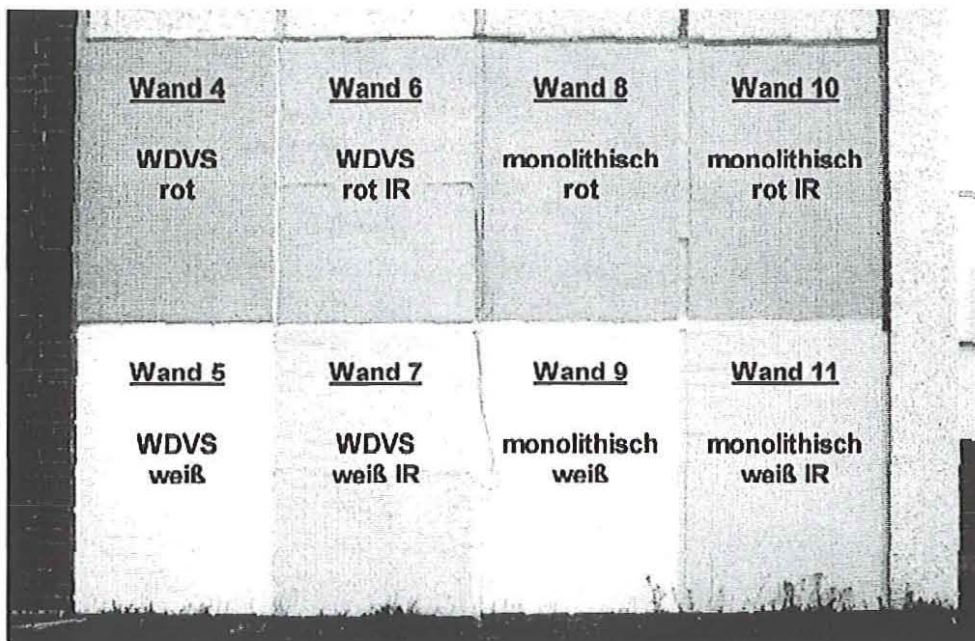 Wand 4
WDVS
rot
Wand 6
WDVS
rot IR
Wand 8
monolithisch
rot
Wand 10
monolithisch
rot IR
Wand 5
WDVS
weiß
Wand 7
WDVS
weiß IR
Wand 9
monolithisch
weiß
Wand 11
monolithisch
weiß IR